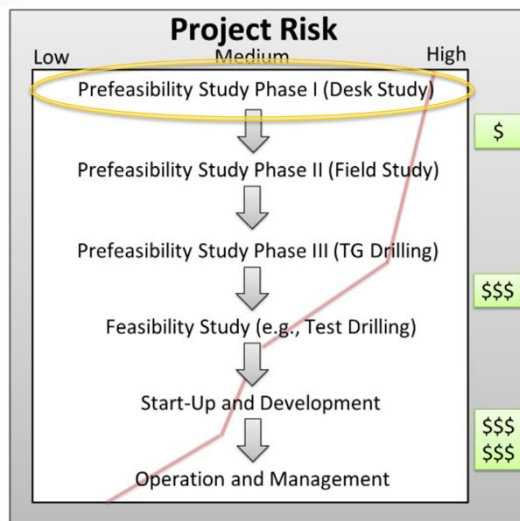 Project Risk
Low Medium High
Prefeasibility Study Phase I (Desk Study)
$
Prefeasibility Study Phase II (Field Study)
Prefeasibility Study Phase III (TG Drilling)
$$$
Feasibility Study (e.g., Test Drilling)
Start-Up and Development
$$$
$$$
Operation and Management